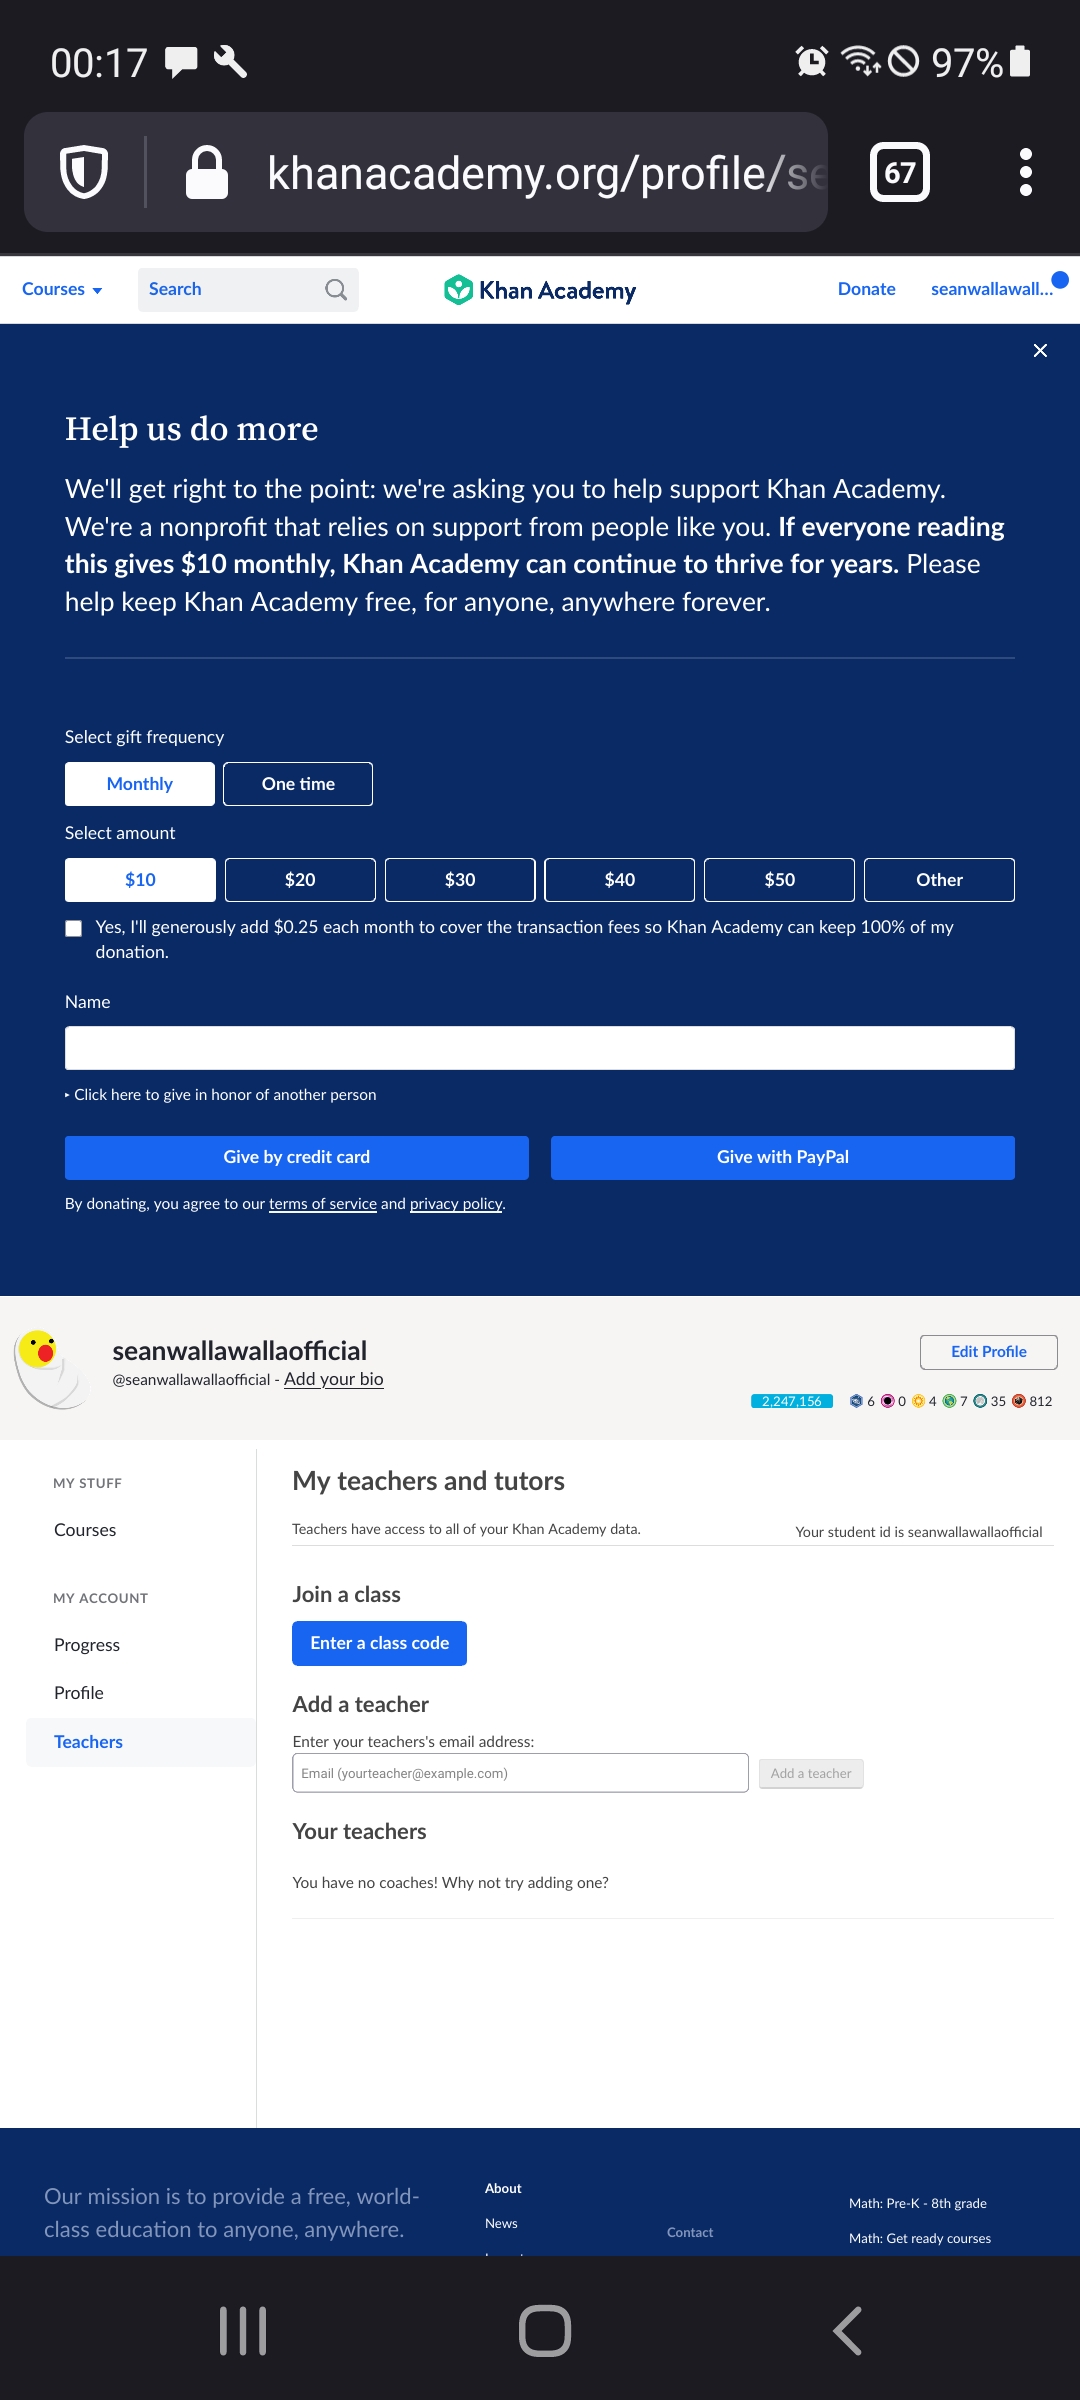 00:17
97%
khanacademy.org/profile/se
67
Courses
Search
Khan Academy
Donate
seanwallawall...
Help us do more
We'll get right to the point: we're asking you to help support Khan Academy.
We're a nonprofit that relies on support from people like you. If everyone reading
this gives $10 monthly, Khan Academy can continue to thrive for years. Please
help keep Khan Academy free, for anyone, anywhere forever.
Select gift frequency
Monthly
One time
Select amount
$10
$20
$30
$40
$50
Other
Yes, I'll generously add $0.25 each month to cover the transaction fees so Khan Academy can keep 100% of my
donation.
Name
Click here to give in honor of another person
Give by credit card
Give with PayPal
By donating, you agree to our terms of service and privacy policy.
seanwallawallaofficial
@seanwallawallaofficial - Add your bio
Edit Profile
2,247,156 6 0 4 7 35 812
MY STUFF
Courses
MY ACCOUNT
Progress
Profile
Teachers
My teachers and tutors
Teachers have access to all of your Khan Academy data.
Your student id is seanwallawallaofficial
Join a class
Enter a class code
Add a teacher
Enter your teachers's email address:
Email (yourteacher@example.com)
Add a teacher
Your teachers
You have no coaches! Why not try adding one?
Our mission is to provide a free, world-
class education to anyone, anywhere.
About
News
Contact
Math: Pre-K - 8th grade
Math: Get ready courses